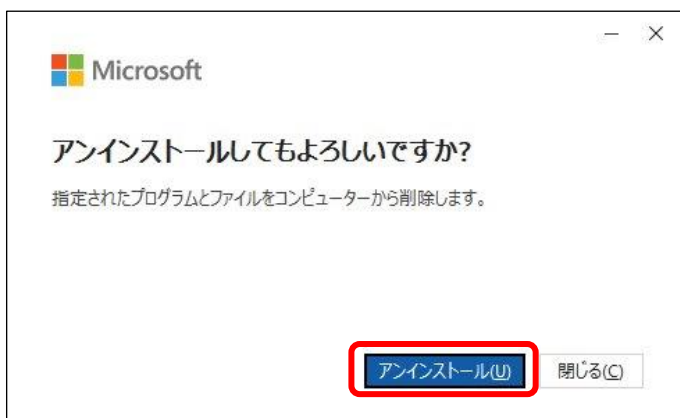 Microsoft
アンインストールしてもよろしいですか?
指定されたプログラムとファイルをコンピューターから削除します。
アンインストール(U) 閉じる(C)